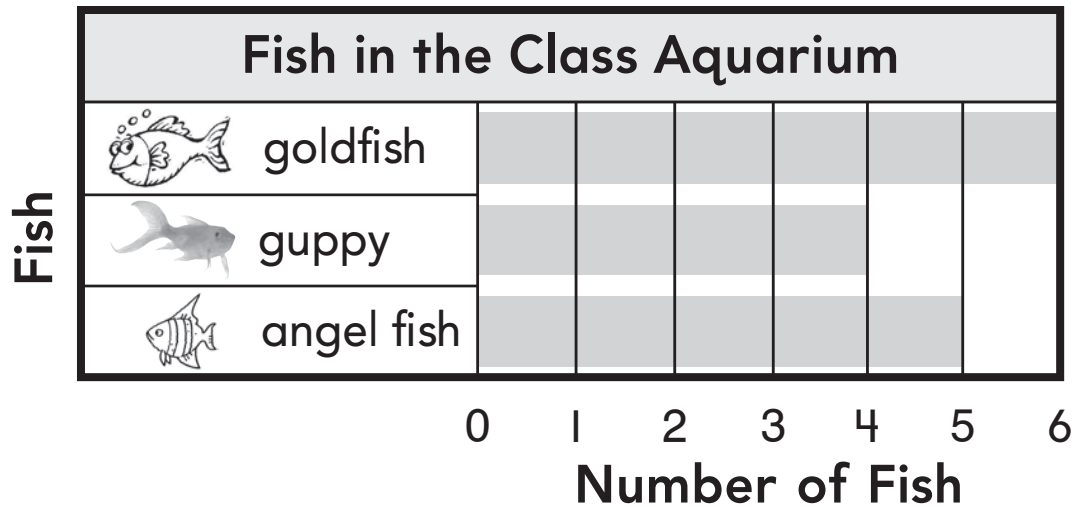 Fish in the Class Aquarium
Fish
goldfish
guppy
angel fish
0 1 2 3 4 5 6
Number of Fish